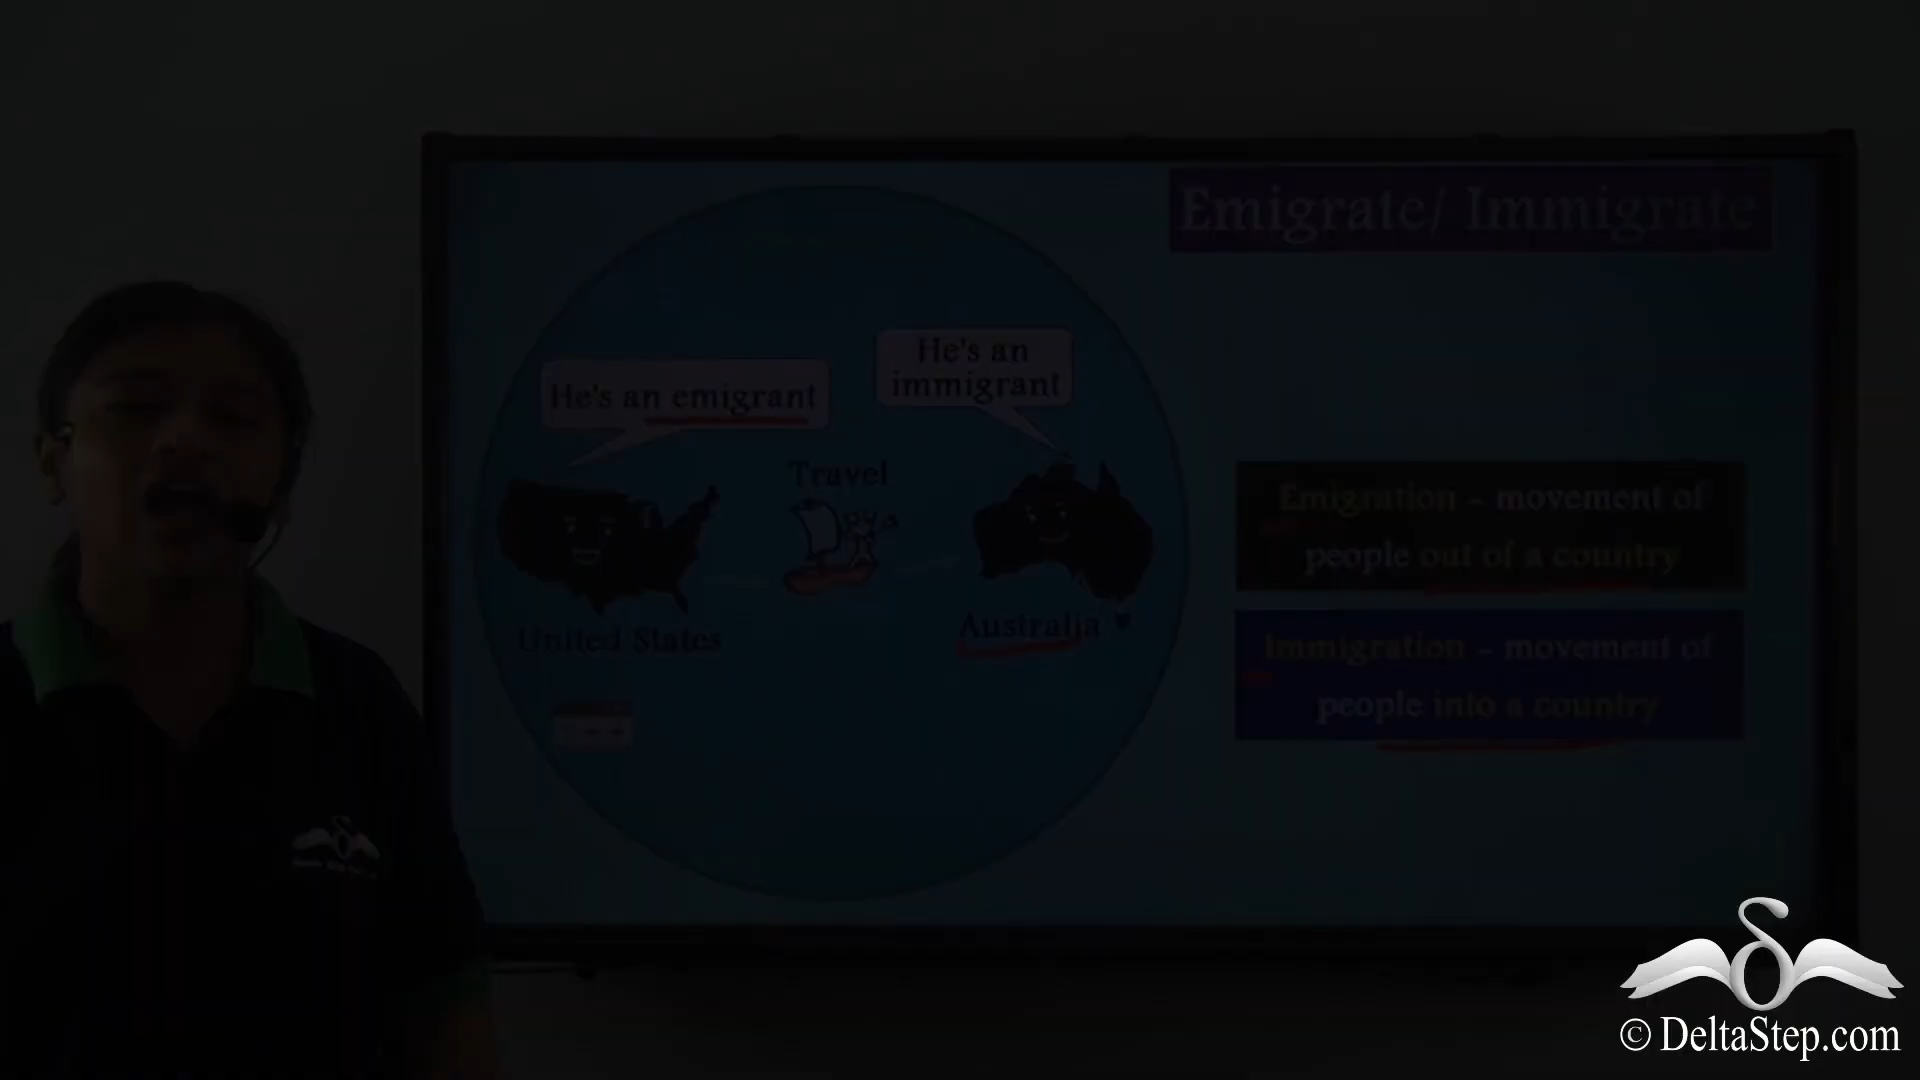 Emigrate/ Immigrate
He's an emigrant
He's an
immigrant
Travel
United States
Australia
Emigration - movement of
people out of a country
Immigration - movement of
people into a country
© DeltaStep.com